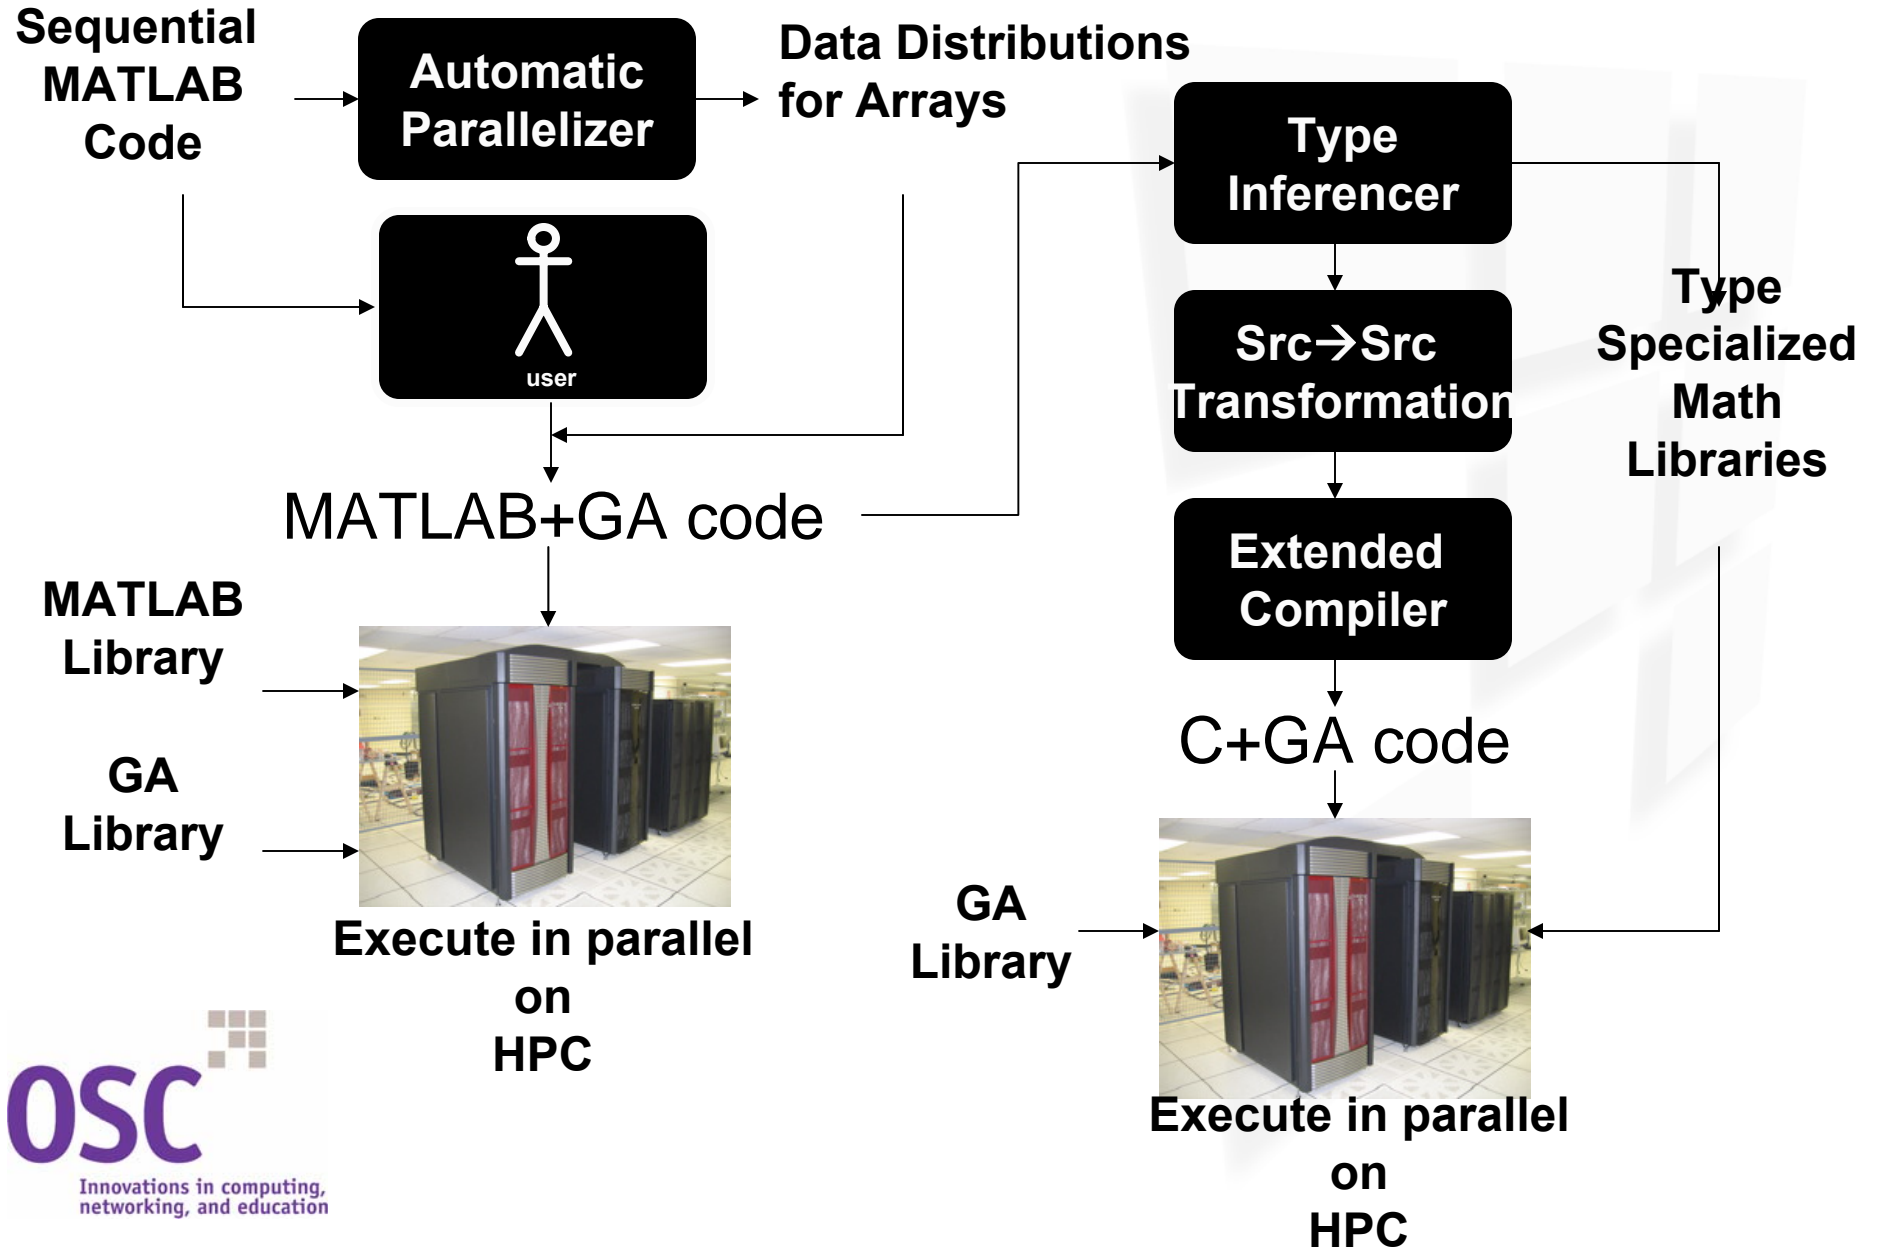 Sequential
MATLAB
Code
Automatic
Parallelizer
Data Distributions
for Arrays
user
MATLAB+GA code
MATLAB
Library
GA
Library
Execute in parallel
on
HPC
Type
Inferencer
Src→Src
Transformation
Extended
Compiler
C+GA code
Type
Specialized
Math
Libraries
GA
Library
Execute in parallel
on
HPC
OSC
Innovations in computing,
networking, and education